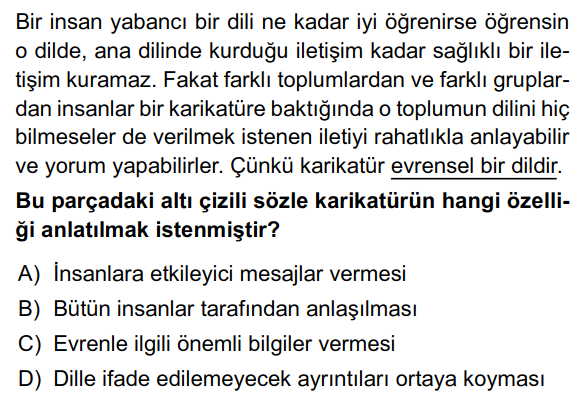 Bir insan yabancı bir dili ne kadar iyi öğrenirse öğrensin
o dilde, ana dilinde kurduğu iletişim kadar sağlıklı bir ile-
tişim kuramaz. Fakat farklı toplumlardan ve farklı gruplar-
dan insanlar bir karikatüre baktığında o toplumun dilini hiç
bilmeseler de verilmek istenen iletiyi rahatlıkla anlayabilir
ve yorum yapabilirler. Çünkü karikatür evrensel bir dildir.
Bu parçadaki altı çizili sözle karikatürün hangi özelli-
ği anlatılmak istenmiştir?
A) İnsanlara etkileyici mesajlar vermesi
B) Bütün insanlar tarafından anlaşılması
C) Evrenle ilgili önemli bilgiler vermesi
D) Dille ifade edilemeyecek ayrıntıları ortaya koyması